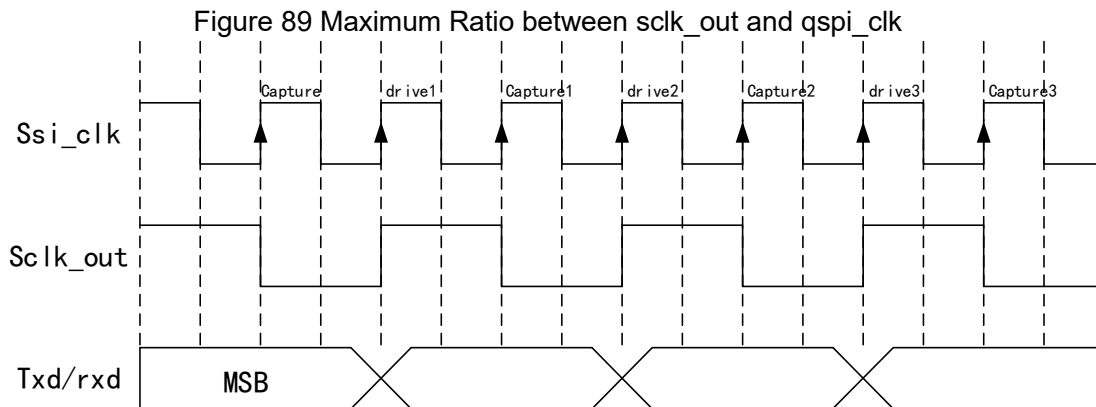 Figure 89 Maximum Ratio between sclk_out and qspi_clk
Capture drive1 Capture1 drive2 Capture2 drive3 Capture3
Ssi_clk
Sclk_out
Txd/rxd MSB